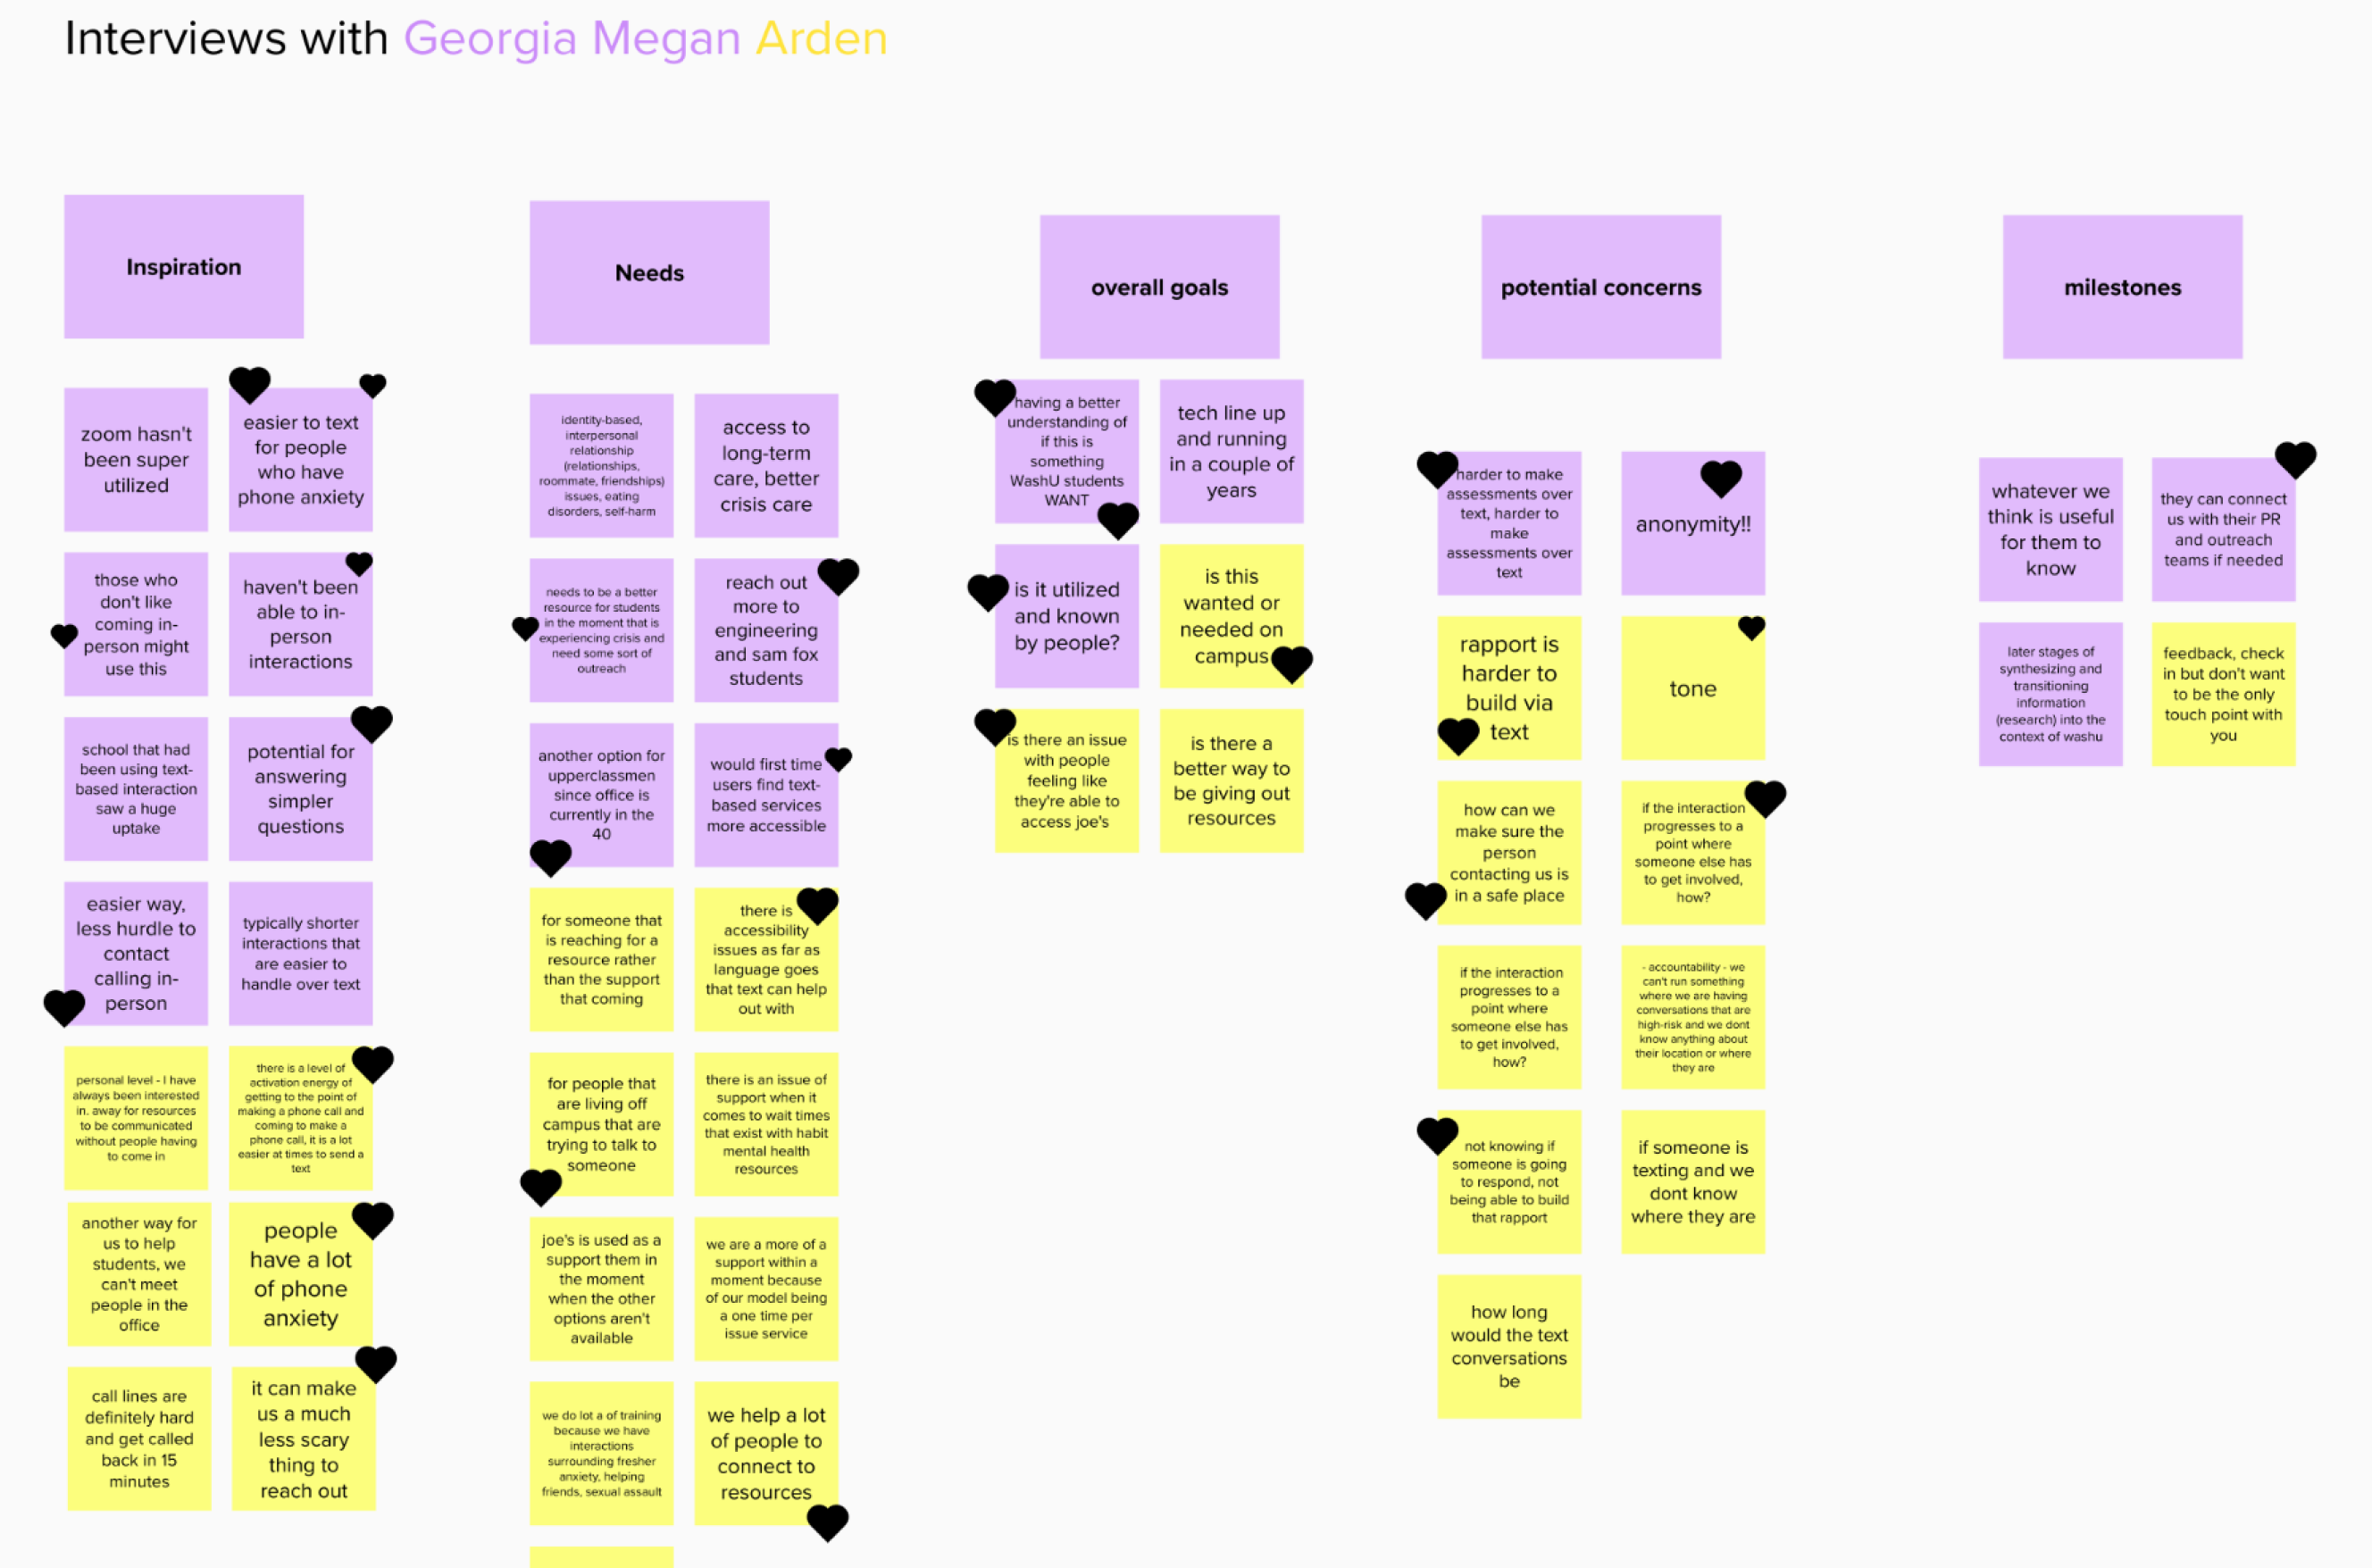 Interviews with Georgia Megan Arden
Inspiration
zoom hasn't
been super
utilized
easier to text
for people
who have
phone anxiety
those who
don't like
coming in-
person might
use this
haven't been
able to in-
person
interactions
school that had
been using text-
based interaction
saw a huge
uptake
potential for
answering
simpler
questions
easier way,
less hurdle to
contact
calling in-
person
typically shorter
interactions that
are easier to
handle over text
personal level - I have
always been interested
in. away for resources
to be communicated
without people having
to come in
there is a level of
activation energy of
getting to the point of
making a phone call and
coming to make a
phone call, it is a lot
easier at times to send a
text
another way for
us to help
students, we
can't meet
people in the
office
people
have a lot
of phone
anxiety
call lines are
definitely hard
and get called
back in 15
minutes
it can make
us a much
less scary
thing to
reach out
Needs
identity-based,
interpersonal
relationship
(relationships,
roommate, friendships)
issues, eating
disorders, self-harm
access to
long-term
care, better
crisis care
needs to be a better
resource for students
in the moment that is
experiencing crisis and
need some sort of
outreach
reach out
more to
engineering
and sam fox
students
another option for
upperclassmen
since office is
currently in the
40
would first time
users find text-
based services
more accessible
for someone that
is reaching for a
resource rather
than the support
that coming
there is
accessibility
issues as far as
language goes
that text can help
out with
for people that
are living off
campus that are
trying to talk to
someone
there is an issue of
support when it
comes to wait times
that exist with habit
mental health
resources
joe's is used as a
support them in
the moment
when the other
options aren't
available
we are a more of a
support within a
moment because
of our model being
a one time per
issue service
we do lot a of training
because we have
interactions
surrounding fresher
anxiety, helping
friends, sexual assault
we help a lot
of people to
connect to
resources
overall goals
having a better
understanding of
if this is
something
WashU students
WANT
tech line up
and running
in a couple of
years
is it utilized
and known
by people?
is this
wanted or
needed on
campus
is there an issue
with people
feeling like
they're able to
access joe's
is there a
better way to
be giving out
resources
potential concerns
harder to make
assessments over
text, harder to
make
assessments over
text
anonymity!!
rapport is
harder to
build via
text
tone
how can we
make sure the
person
contacting us is
in a safe place
if the interaction
progresses to a
point where
someone else has
to get involved,
how?
if the interaction
progresses to a
point where
someone else has
to get involved,
how?
- accountability - we
can't run something
where we are having
conversations that are
high-risk and we dont
know anything about
their location or where
they are
not knowing if
someone is going
to respond, not
being able to build
that rapport
if someone is
texting and we
dont know
where they are
how long
would the text
conversations
be
milestones
whatever we
think is useful
for them to
know
they can connect
us with their PR
and outreach
teams if needed
later stages of
synthesizing and
transitioning
information
(research) into the
context of washu
feedback, check
in but don't want
to be the only
touch point with
you